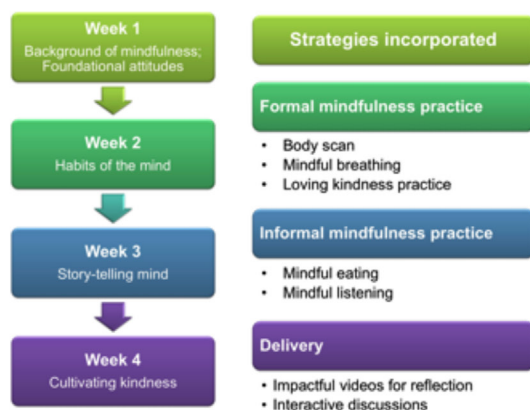 Week 1
Background of mindfulness;
Foundational attitudes
Week 2
Habits of the mind
Week 3
Story-telling mind
Week 4
Cultivating kindness
Strategies incorporated
Formal mindfulness practice
• Body scan
• Mindful breathing
• Loving kindness practice
Informal mindfulness practice
• Mindful eating
• Mindful listening
Delivery
• Impactful videos for reflection
• Interactive discussions